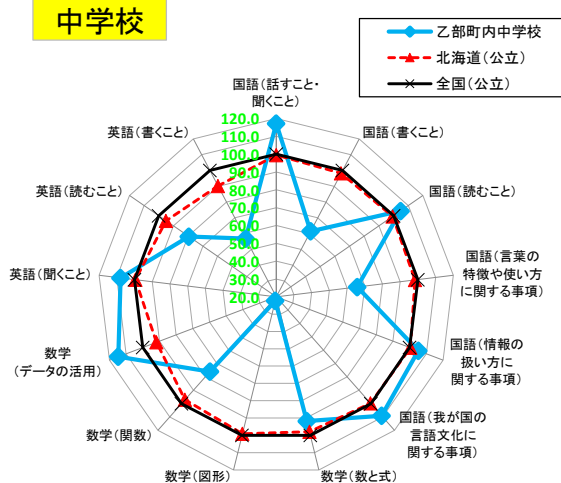 中学校
乙部町内中学校
北海道(公立)
全国(公立)
国語(話すこと・
聞くこと)
国語(書くこと)
国語(読むこと)
国語(言葉の
特徴や使い方
に関する事項)
国語(情報の
扱い方に
関する事項)
国語(我が国の
言語文化に
関する事項)
数学(数と式)
数学(図形)
数学(関数)
数学
(データの活用)
英語(聞くこと)
英語(読むこと)
英語(書くこと)
120.0
110.0
100.0
90.0
80.0
70.0
60.0
50.0
40.0
30.0
20.0